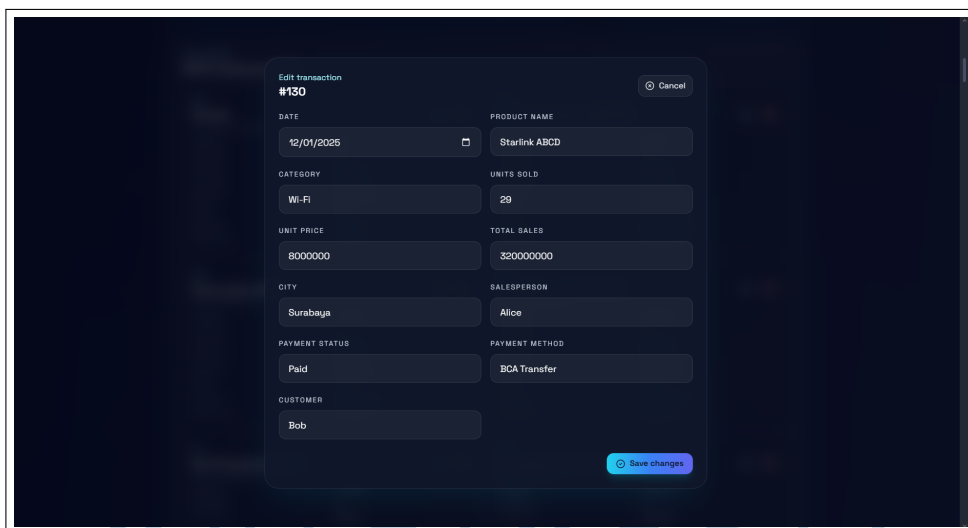 Edit transaction
#130
Cancel
DATE
PRODUCT NAME
12/01/2025
Starlink ABCD
CATEGORY
UNITS SOLD
Wi-Fi
29
UNIT PRICE
TOTAL SALES
8000000
320000000
CITY
SALESPERSON
Surabaya
Alice
PAYMENT STATUS
PAYMENT METHOD
Paid
BCA Transfer
CUSTOMER
Bob
Save changes